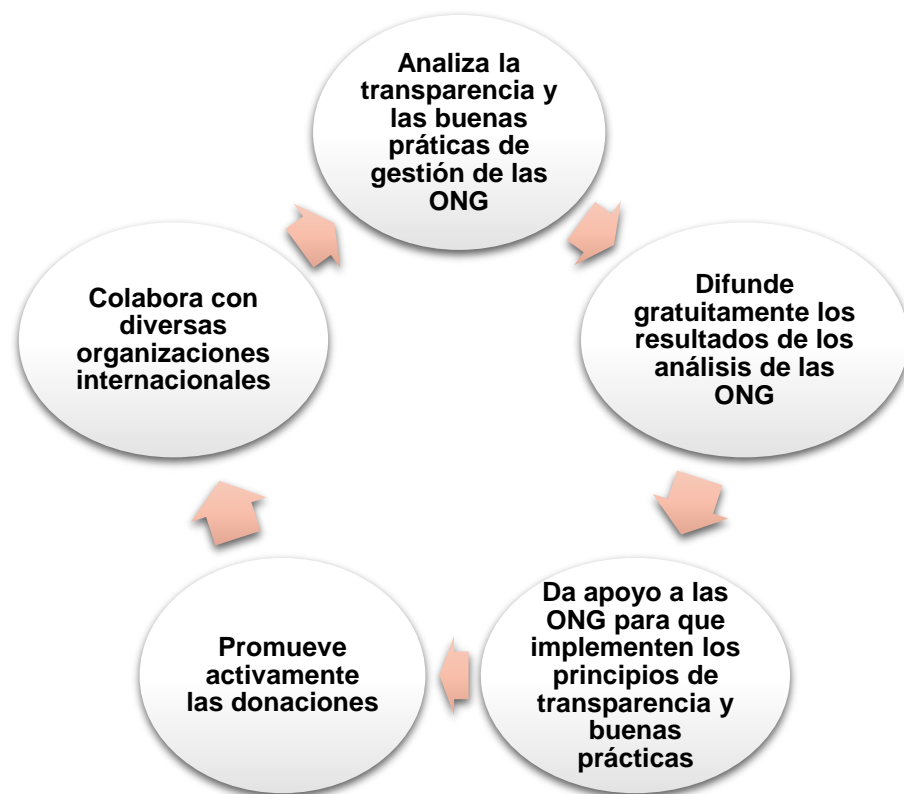 Analiza la
transparencia y
las buenas
práticas de
gestión de las
ONG
Difunde
gratuitamente los
resultados de los
análisis de las
ONG
Da apoyo a las
ONG para que
implementen los
principios de
transparencia y
buenas
prácticas
Promueve
activamente
las donaciones
Colabora con
diversas
organizaciones
internacionales